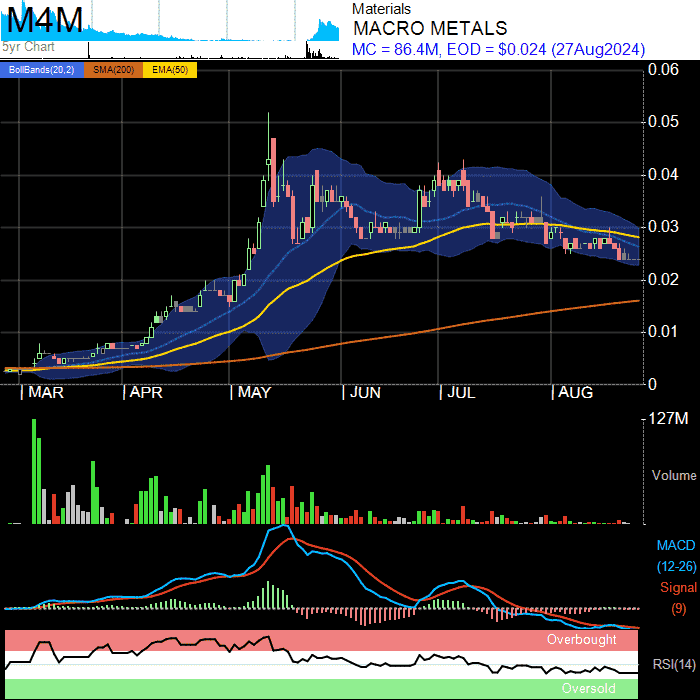 M4M
5yr Chart
Materials
MACRO METALS
MC = 86.4M, EOD = $0.024 (27Aug2024)
BollBands(20,2) SMA(200) EMA(50)
0.06
0.05
0.04
0.03
0.02
0.01
0
MAR APR MAY JUN JUL AUG
127M
Volume
MACD
(12-26)
Signal
(9)
Overbought
RSI(14)
Oversold